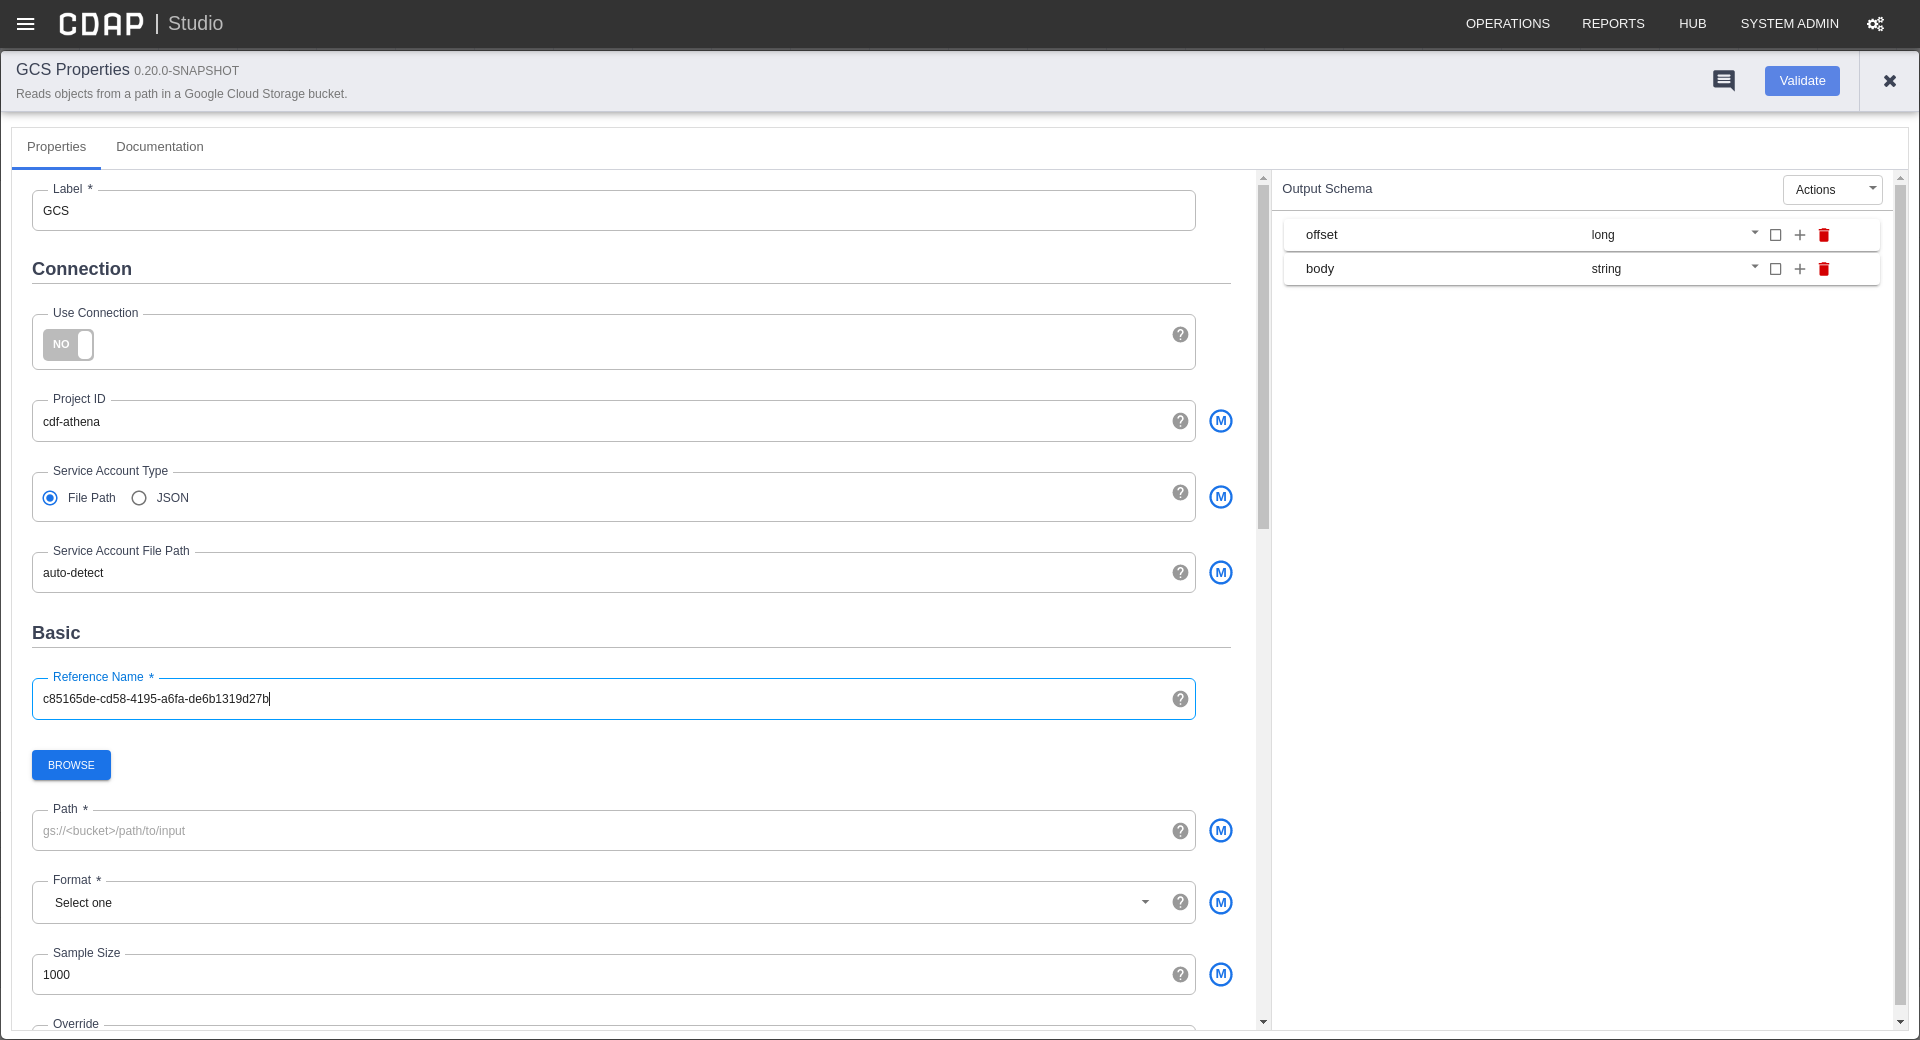 CDAP | Studio
OPERATIONS REPORTS HUB SYSTEM ADMIN
GCS Properties 0.20.0-SNAPSHOT
Reads objects from a path in a Google Cloud Storage bucket.
Validate
Properties Documentation
Label *
GCS
Connection
Use Connection
NO
Project ID
cdf-athena
M
Service Account Type
File Path JSON
M
Service Account File Path
auto-detect
M
Basic
Reference Name *
c85165de-cd58-4195-a6fa-de6b1319d27b
BROWSE
Path *
gs://<bucket>/path/to/input
M
Format *
Select one
M
Sample Size
1000
M
Override
Output Schema
Actions
offset long
body string